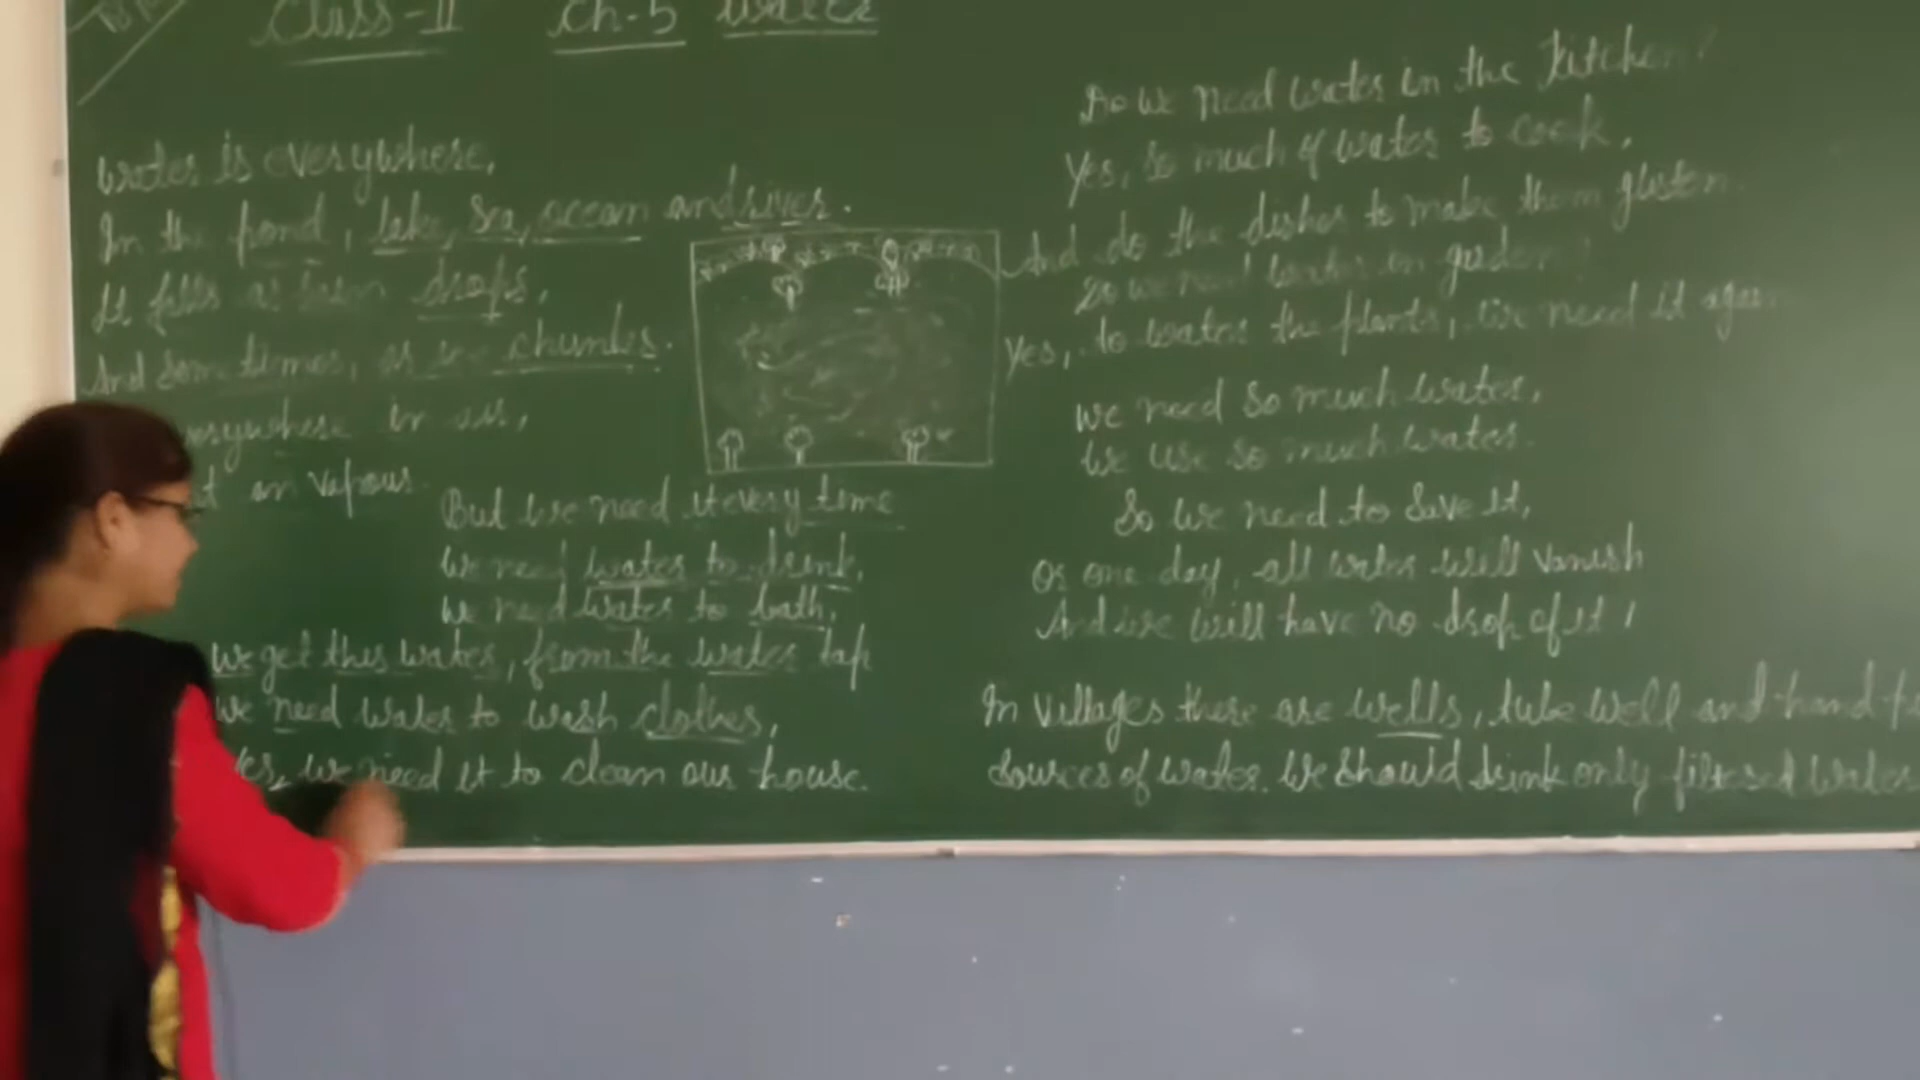 Class-II Ch-5 Water
Water is everywhere,
In the pond, lake, sea, ocean and river.
It falls as drops,
And sometimes, as ice chunks.
everywhere in air,
in vapour.
But we need it every time
We need water to drink,
We need water to bath,
We get this water, from the water tap
We need water to wash clothes,
Yes, we need it to clean our house.
Do we need water in the kitchen?
Yes, so much of water to cook,
And do the dishes to make them glisten.
Do we need water in
Yes, to water the plants, we need it again
We need so much water,
We use so much water.
So we need to save it,
Or one day, all water will vanish
And we will have no drop of it!
In villages there are wells, tube well and hand
sources of water. We should drink only filtered water